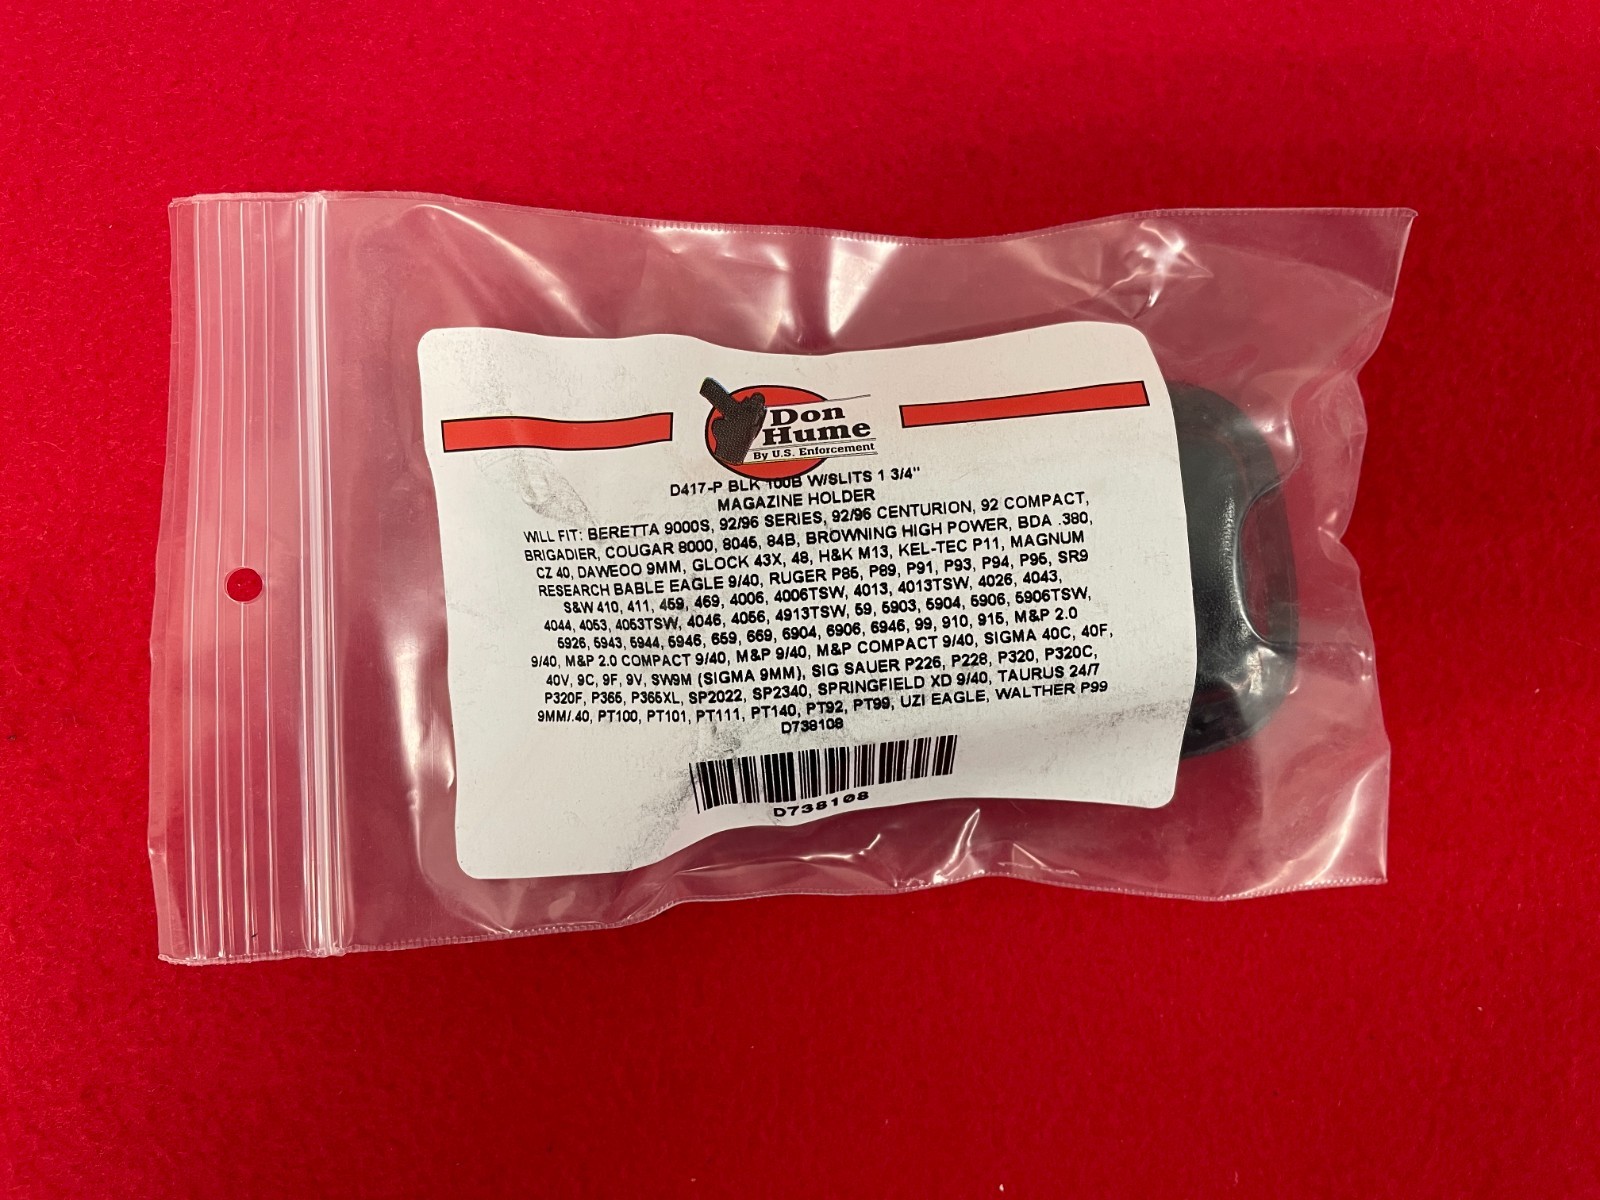 Don
Hume
By U.S. Enforcement
D417-P BLK 100B W/SLITS 1 3/4"
MAGAZINE HOLDER
WILL FIT: BERETTA 9000S, 92/96 SERIES, 92/96 CENTURION, 92 COMPACT,
BRIGADIER, COUGAR 8000, 8045, 84B, BROWNING HIGH POWER, BDA .380,
CZ 40, DAWEOO 9MM, GLOCK 43X, 48, H&K M13, KEL-TEC P11, MAGNUM
RESEARCH BABLE EAGLE 9/40, RUGER P85, P89, P91, P93, P94, P95, SR9
S&W 410, 411, 459, 469, 4006, 4006TSW, 4013, 4013TSW, 4026, 4043,
4044, 4053, 4053TSW, 4046, 4056, 4913TSW, 59, 5903, 5904, 5906, 5906TSW,
5926, 5943, 5944, 5946, 659, 669, 6904, 6906, 6946, 99, 910, 915, M&P 2.0
9/40, M&P 2.0 COMPACT 9/40, M&P 9/40, M&P COMPACT 9/40, SIGMA 40C, 40F,
40V, 9C, 9F, 9V, SW9M (SIGMA 9MM), SIG SAUER P226, P228, P320, P320C,
P320F, P365, P365XL, SP2022, SP2340, SPRINGFIELD XD 9/40, TAURUS 24/7
9MM/.40, PT100, PT101, PT111, PT140, PT92, PT99, UZI EAGLE, WALTHER P99
D738108
D738108